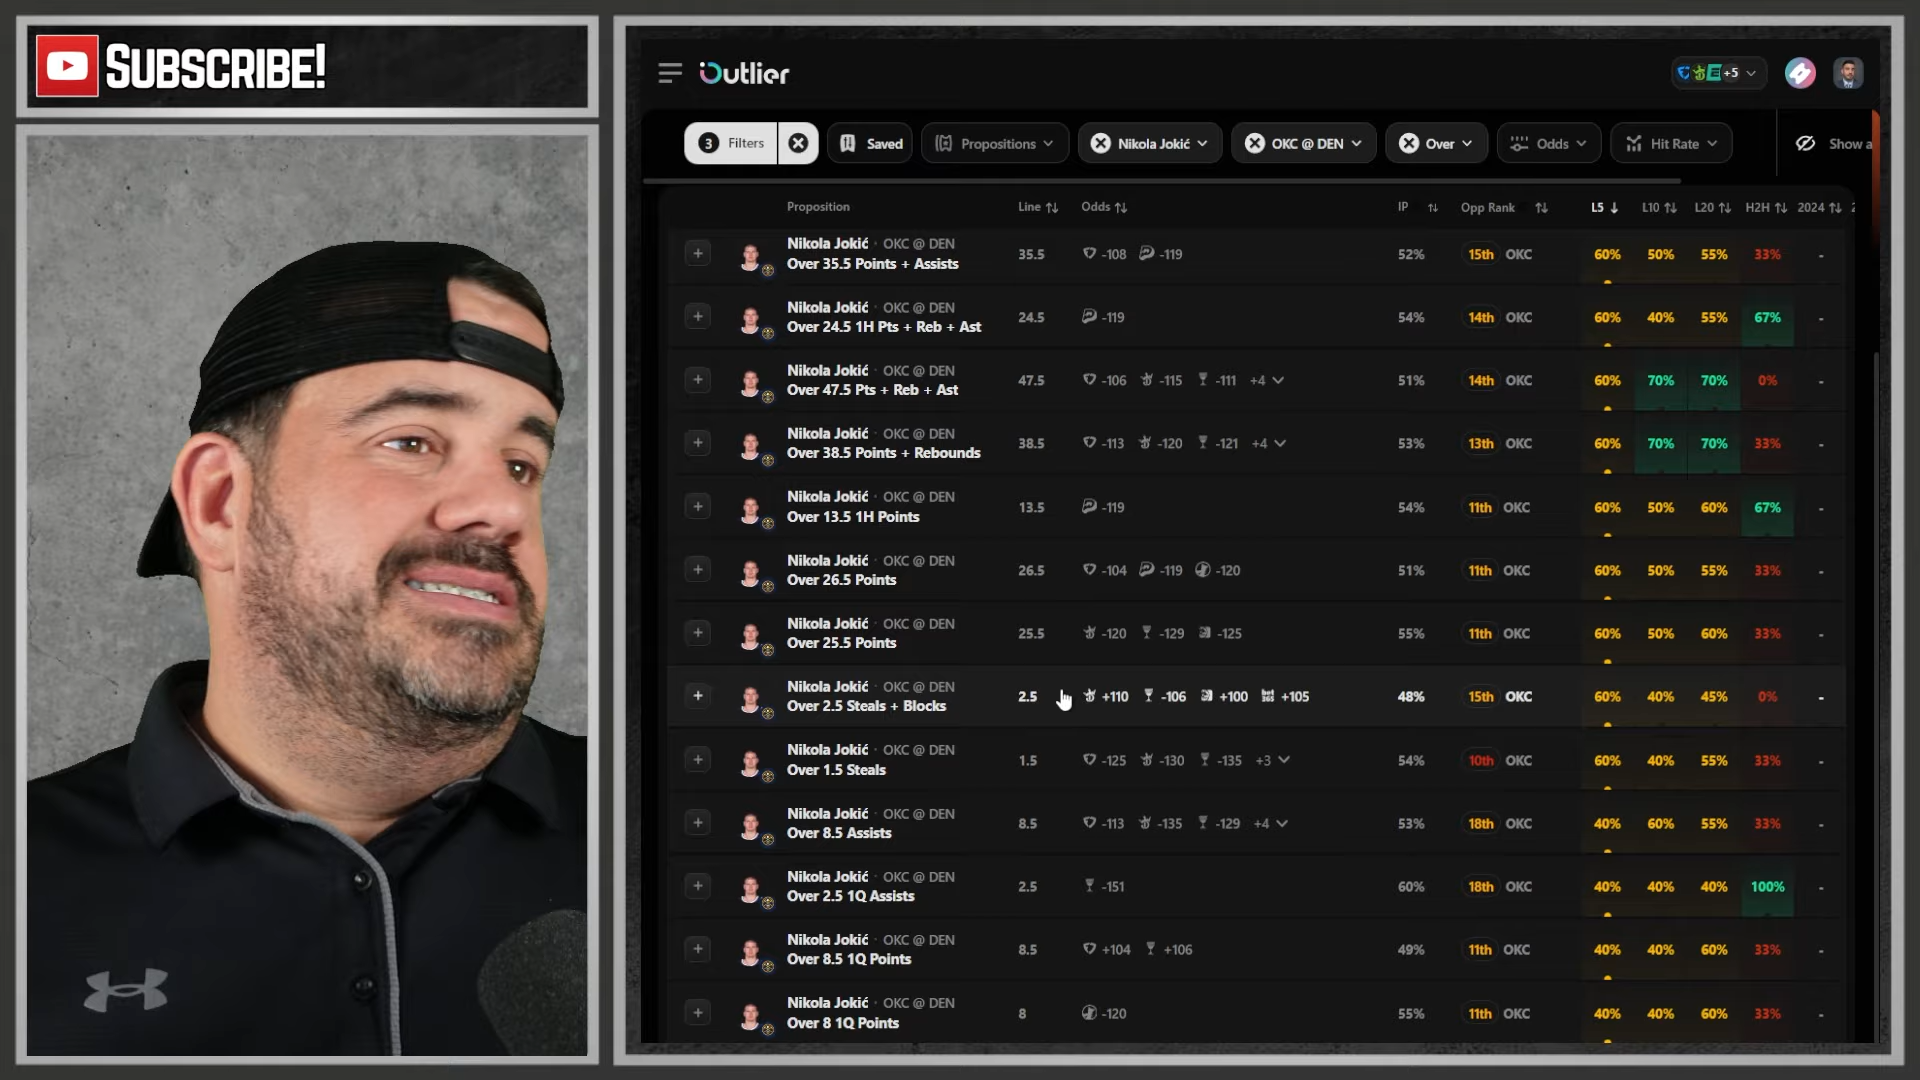 SUBSCRIBE!
Outlier
+5
3 Filters
Saved
Propositions
Nikola Jokić
OKC @ DEN
Over
Odds
Hit Rate
Show a
Proposition Line Odds IP Opp Rank L5 L10 L20 H2H 2024 2
Nikola Jokić · OKC @ DEN
Over 35.5 Points + Assists 35.5 -108 -119 52% 15th OKC 60% 50% 55% 33% -
Nikola Jokić · OKC @ DEN
Over 24.5 1H Pts + Reb + Ast 24.5 -119 54% 14th OKC 60% 40% 55% 67% -
Nikola Jokić · OKC @ DEN
Over 47.5 Pts + Reb + Ast 47.5 -106 -115 -111 +4 51% 14th OKC 60% 70% 70% 0% -
Nikola Jokić · OKC @ DEN
Over 38.5 Points + Rebounds 38.5 -113 -120 -121 +4 53% 13th OKC 60% 70% 70% 33% -
Nikola Jokić · OKC @ DEN
Over 13.5 1H Points 13.5 -119 54% 11th OKC 60% 50% 60% 67% -
Nikola Jokić · OKC @ DEN
Over 26.5 Points 26.5 -104 -119 -120 51% 11th OKC 60% 50% 55% 33% -
Nikola Jokić · OKC @ DEN
Over 25.5 Points 25.5 -120 -129 -125 55% 11th OKC 60% 50% 60% 33% -
Nikola Jokić · OKC @ DEN
Over 2.5 Steals + Blocks 2.5 +110 -106 +100 +105 48% 15th OKC 60% 40% 45% 0% -
Nikola Jokić · OKC @ DEN
Over 1.5 Steals 1.5 -125 -130 -135 +3 54% 10th OKC 60% 40% 55% 33% -
Nikola Jokić · OKC @ DEN
Over 8.5 Assists 8.5 -113 -135 -129 +4 53% 18th OKC 40% 60% 55% 33% -
Nikola Jokić · OKC @ DEN
Over 2.5 1Q Assists 2.5 -151 60% 18th OKC 40% 40% 40% 100% -
Nikola Jokić · OKC @ DEN
Over 8.5 1Q Points 8.5 +104 +106 49% 11th OKC 40% 40% 60% 33% -
Nikola Jokić · OKC @ DEN
Over 8 1Q Points 8 -120 55% 11th OKC 40% 40% 60% 33% -